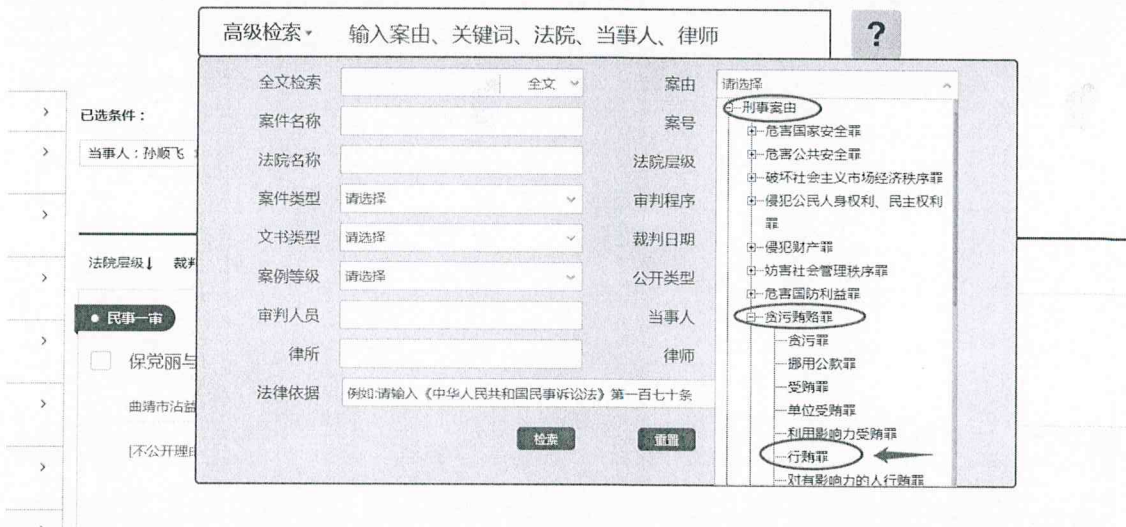 高级检索 输入案由、关键词、法院、当事人、律师 ?
全文检索 全文 案由 请选择
案件名称 案号
法院名称 法院层级
案件类型 请选择 审判程序
文书类型 请选择 裁判日期
案例等级 请选择 公开类型
审判人员 当事人
律所 律师
法律依据 例如:请输入《中华人民共和国民事诉讼法》第一百七十条
检索 重置
刑事案由
危害国家安全罪
危害公共安全罪
破坏社会主义市场经济秩序罪
侵犯公民人身权利、民主权利
罪
侵犯财产罪
妨害社会管理秩序罪
危害国防利益罪
贪污贿赂罪
贪污罪
挪用公款罪
受贿罪
单位受贿罪
利用影响力受贿罪
行贿罪
对有影响力的人行贿罪
已选条件：
当事人：孙顺飞
法院层级↓ 裁判
民事一审
保党丽与
曲靖市沾益
[不公开理由